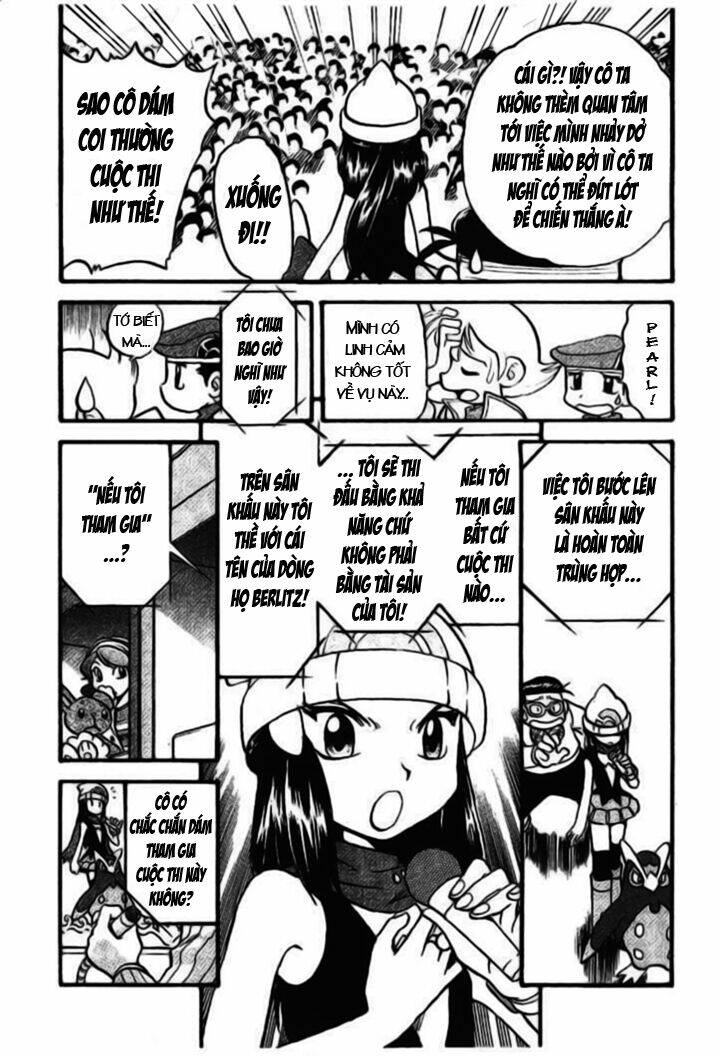 CÁI GÌ?! VẬY CÔ TA
KHÔNG THÈM QUAN TÂM
TỚI VIỆC MÌNH NHẢY DỞ
NHƯ THẾ NÀO BỞI VÌ CÔ TA
NGHĨ CÓ THỂ ĐÚT LÓT
ĐỂ CHIẾN THẮNG À!
XUỐNG
ĐI!!
SAO CÔ DÁM
COI THƯỜNG
CUỘC THI
NHƯ THẾ!
PEARL!
MÌNH CÓ
LINH CẢM
KHÔNG TỐT
VỀ VỤ NÀY..
TÔI CHƯA
BAO GIỜ
NGHĨ NHƯ
VẬY!
TỚ BIẾT
MÀ...
VIỆC TÔI BƯỚC LÊN
SÂN KHẤU NÀY
LÀ HOÀN TOÀN
TRÙNG HỢP...
NẾU TÔI
THAM GIA
BẤT CỨ
CUỘC THI
NÀO...
... TÔI SẼ THI
ĐẤU BẰNG KHẢ
NĂNG CHỨ
KHÔNG PHẢI
BẰNG TÀI SẢN
CỦA TÔI!
TRÊN SÂN
KHẤU NÀY TÔI
THỀ VỚI CÁI
TÊN CỦA DÒNG
HỌ BERLITZ!
"NẾU TÔI
THAM GIA"
...?
CÔ CÓ
CHẮC CHẮN DÁM
THAM GIA
CUỘC THI NÀY
KHÔNG?